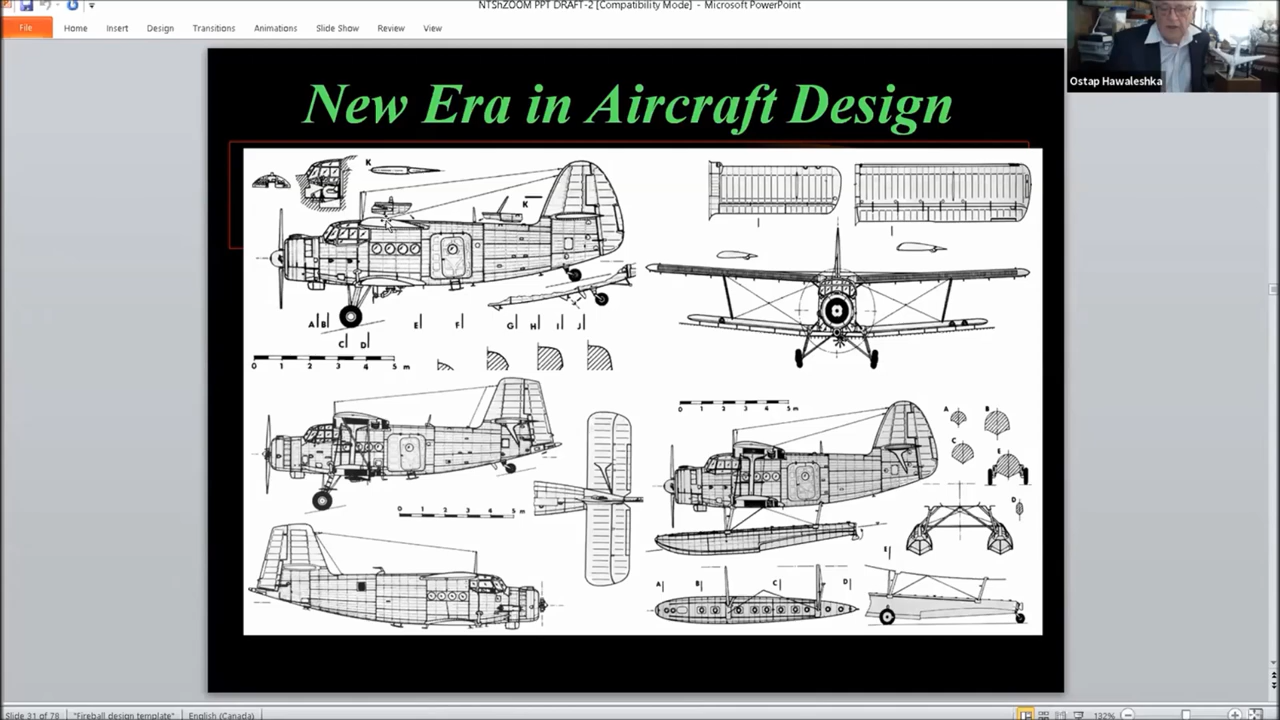 NTShZOOM PPT DRAFT-2 [Compatibility Mode] - Microsoft PowerPoint
File Home Insert Design Transitions Animations Slide Show Review View
Ostap Hawaleshka
New Era in Aircraft Design
K
K
A B E F G H I J
C D
0 1 2 3 4 5 m
0 1 2 3 4 5 m
A B
C
E
D
0 1 2 3 4 5 m
E
A B C D
Slide 31 of 78 "Fireball design template" English (Canada) 132%